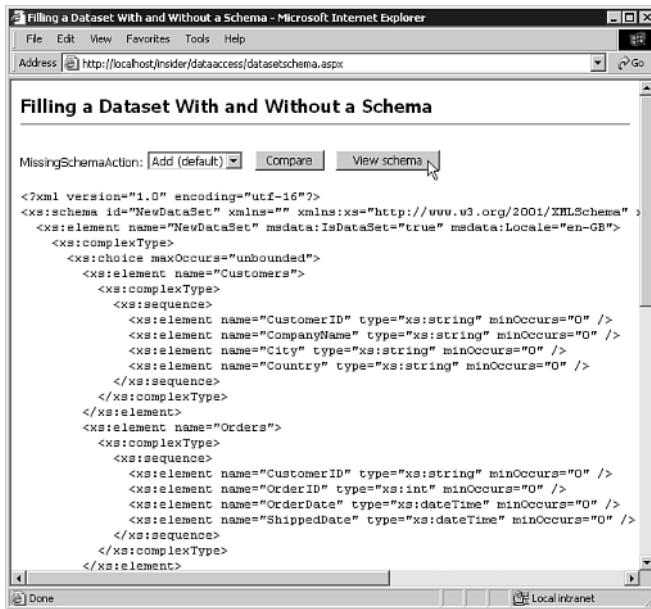 Filling a Dataset With and Without a Schema - Microsoft Internet Explorer
File Edit View Favorites Tools Help
Address http://localhost/insider/dataaccess/datasetschema.aspx Go
Filling a Dataset With and Without a Schema
MissingSchemaAction: Add (default) Compare View schema
<?xml version="1.0" encoding="utf-16"?>
<xs:schema id="NewDataSet" xmlns="" xmlns:xs="http://www.w3.org/2001/XMLSchema"
<xs:element name="NewDataSet" msdata:IsDataSet="true" msdata:Locale="en-GB">
<xs:complexType>
<xs:choice maxOccurs="unbounded">
<xs:element name="Customers">
<xs:complexType>
<xs:sequence>
<xs:element name="CustomerID" type="xs:string" minOccurs="0" />
<xs:element name="CompanyName" type="xs:string" minOccurs="0" />
<xs:element name="City" type="xs:string" minOccurs="0" />
<xs:element name="Country" type="xs:string" minOccurs="0" />
</xs:sequence>
</xs:complexType>
</xs:element>
<xs:element name="Orders">
<xs:complexType>
<xs:sequence>
<xs:element name="CustomerID" type="xs:string" minOccurs="0" />
<xs:element name="OrderID" type="xs:int" minOccurs="0" />
<xs:element name="OrderDate" type="xs:dateTime" minOccurs="0" />
<xs:element name="ShippedDate" type="xs:dateTime" minOccurs="0" />
</xs:sequence>
</xs:complexType>
</xs:element>
Done Local intranet